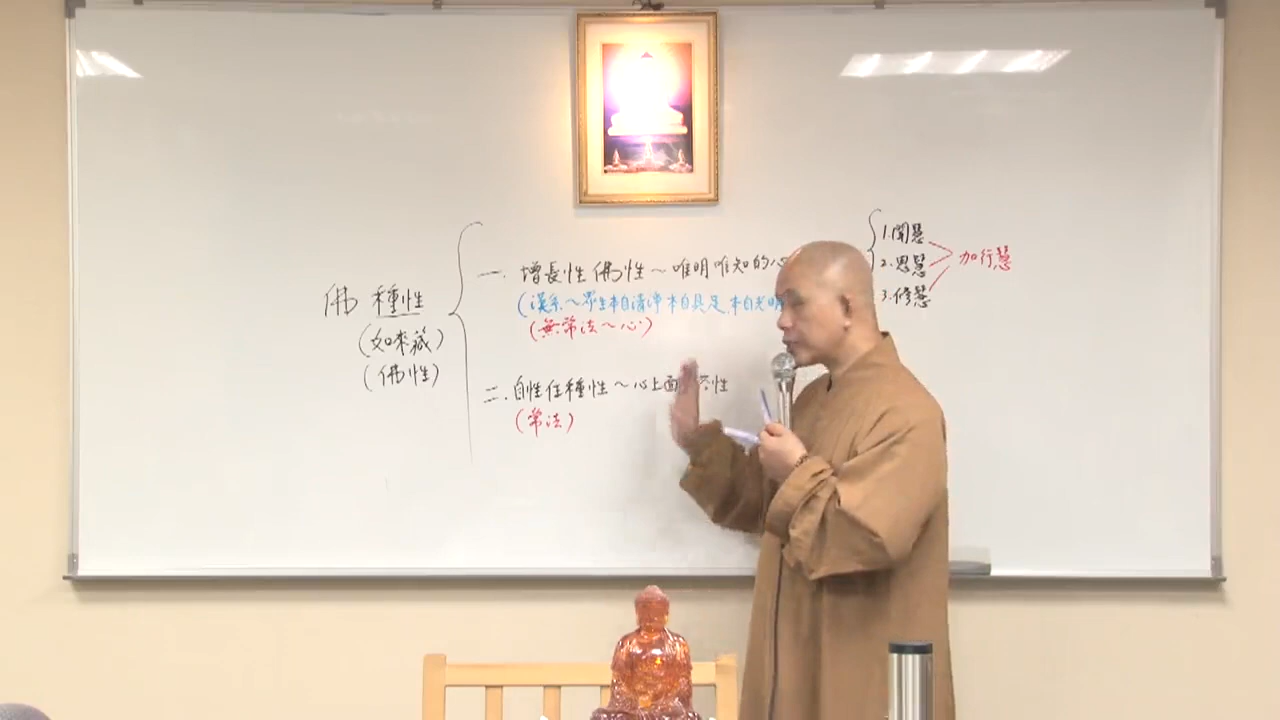 佛 種性
(如來藏)
(佛性)
一. 增長性佛性～唯明唯知的心
(漢系～眾生本自清淨 本自具足 本自光明
(無常法～心)
二. 自性住種性～心上面 空性
(常法)
1.聞慧
2.思慧
3.修慧
加行慧